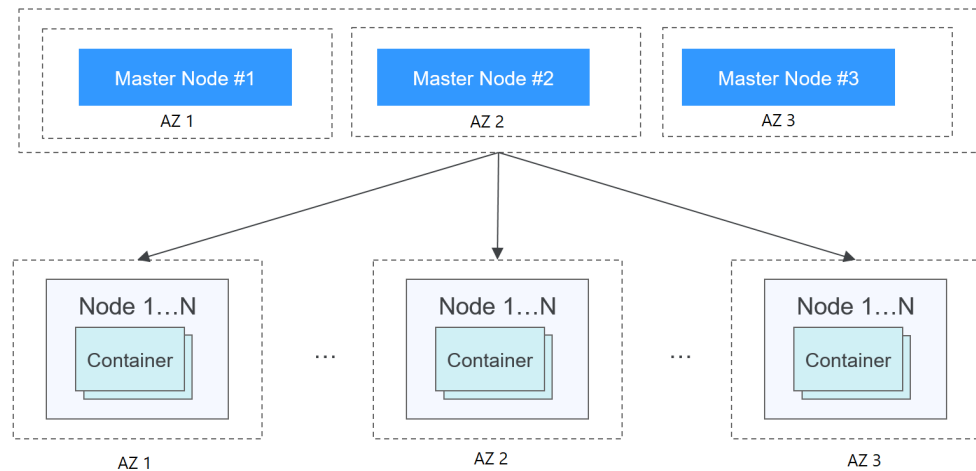 Master Node #1
Master Node #2
Master Node #3
AZ 1
AZ 2
AZ 3
Node 1…N
Node 1…N
Node 1…N
Container
...
Container
...
Container
AZ 1
AZ 2
AZ 3